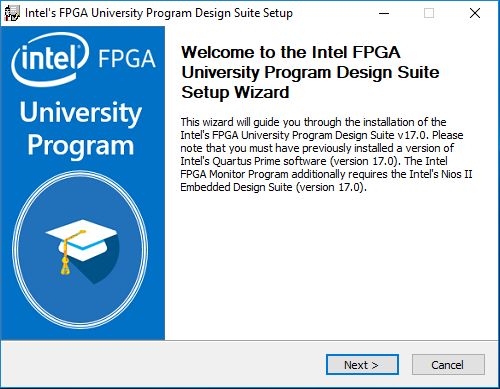 Intel's FPGA University Program Design Suite Setup
intel FPGA
University
Program
Welcome to the Intel FPGA
University Program Design Suite
Setup Wizard
This wizard will guide you through the installation of the
Intel's FPGA University Program Design Suite v17.0. Please
note that you must have previously installed a version of
Intel's Quartus Prime software (version 17.0). The Intel
FPGA Monitor Program additionally requires the Intel's Nios II
Embedded Design Suite (version 17.0).
Next >
Cancel